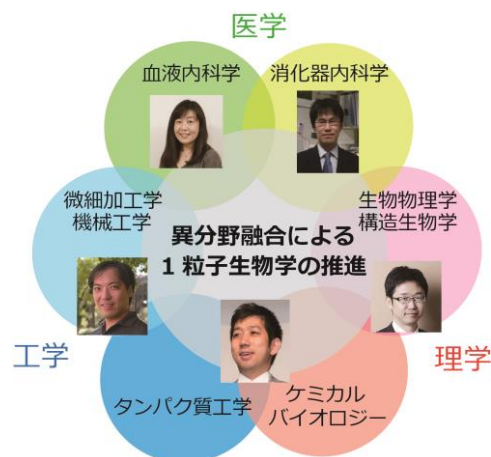 医学
血液内科学
消化器内科学
微細加工学
機械工学
生物物理学
構造生物学
異分野融合による
1 粒子生物学の推進
工学
理学
タンパク質工学
ケミカル
バイオロジー